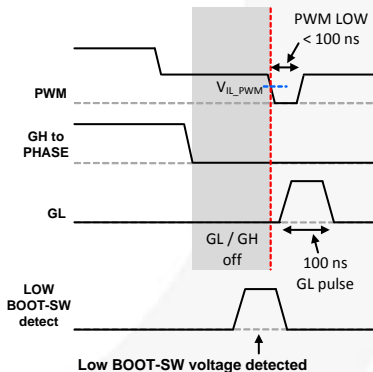 PWM LOW
< 100 ns
V_IL_PWM
PWM
GH to
PHASE
GL
GL / GH
off
100 ns
GL pulse
LOW
BOOT-SW
detect
Low BOOT-SW voltage detected